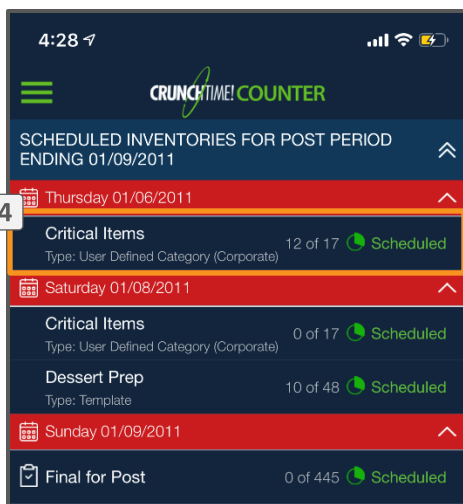 4:28
CRUNCHTIME! COUNTER
SCHEDULED INVENTORIES FOR POST PERIOD
ENDING 01/09/2011
Thursday 01/06/2011
4
Critical Items
12 of 17 Scheduled
Type: User Defined Category (Corporate)
Saturday 01/08/2011
Critical Items
0 of 17 Scheduled
Type: User Defined Category (Corporate)
Dessert Prep
10 of 48 Scheduled
Type: Template
Sunday 01/09/2011
Final for Post 0 of 445 Scheduled